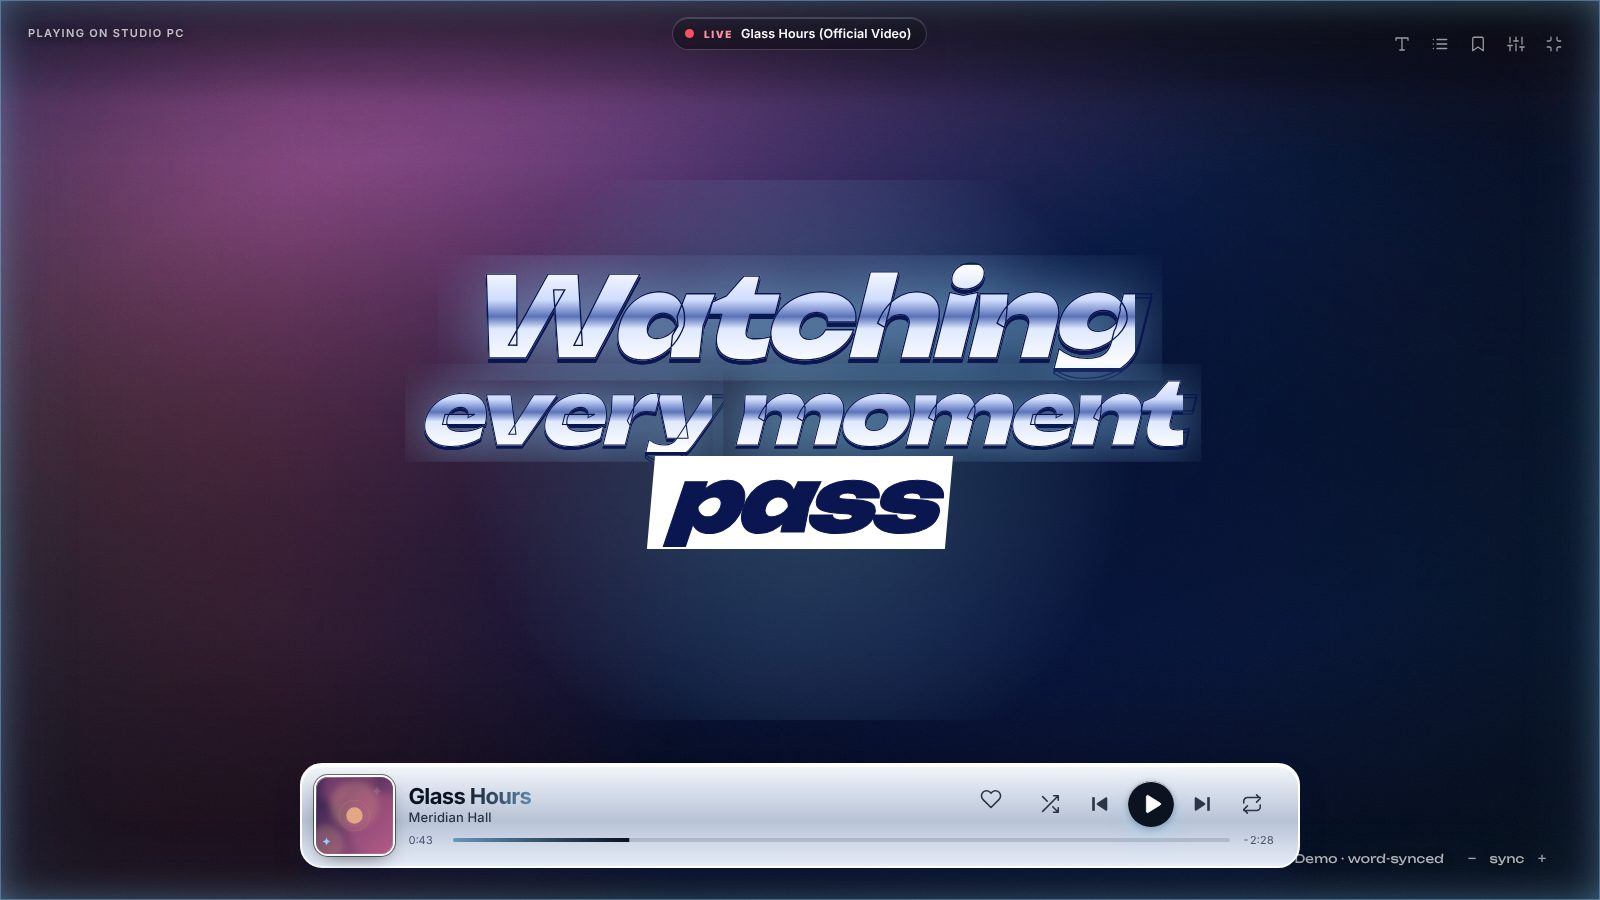 PLAYING ON STUDIO PC
LIVE Glass Hours (Official Video)
Watching
every moment
pass
Glass Hours
Meridian Hall
0:43
-2:28
Demo · word-synced − sync +